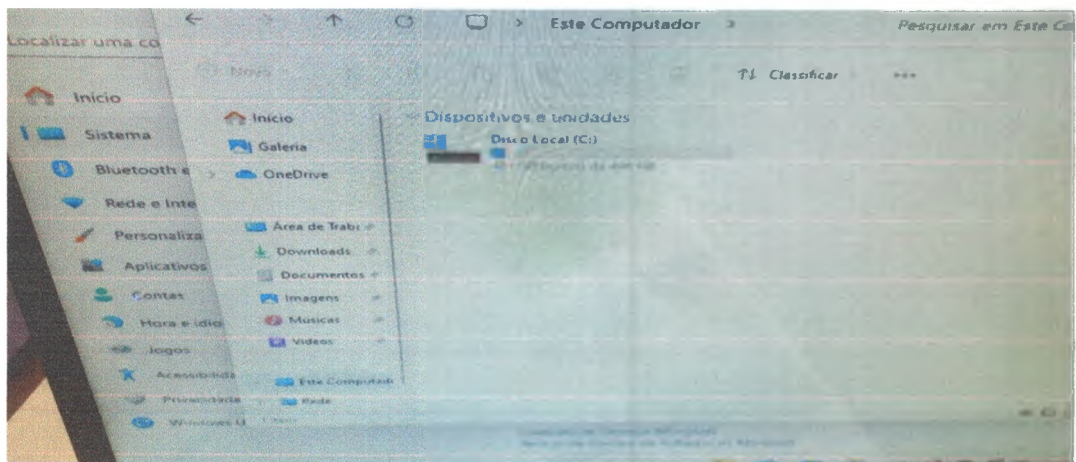 Este Computador
Pesquisar em Este Co
Localizar uma co
Novo
Classificar
Início
Sistema
Bluetooth e
Rede e Inte
Personaliza
Aplicativos
Contas
Hora e idio
Jogos
Acessibilida
Privacidade
Windows U
Início
Galeria
OneDrive
Área de Traba
Downloads
Documentos
Imagens
Músicas
Vídeos
Este Computad
Rede
Dispositivos e unidades
Disco Local (C:)